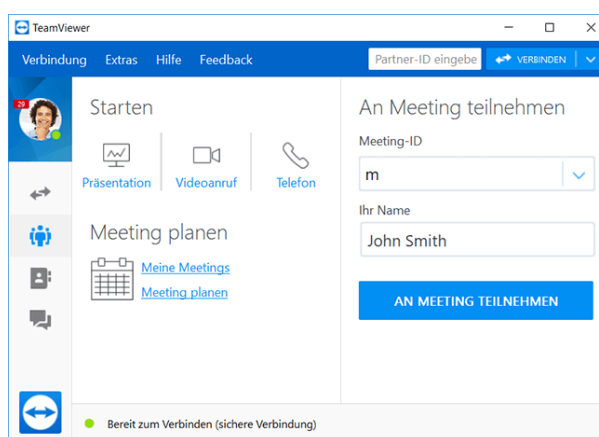 TeamViewer
Verbindung Extras Hilfe Feedback
Partner-ID eingebe VERBINDEN
29
Starten
Präsentation Videoanruf Telefon
Meeting planen
Meine Meetings
Meeting planen
An Meeting teilnehmen
Meeting-ID
m
Ihr Name
John Smith
AN MEETING TEILNEHMEN
Bereit zum Verbinden (sichere Verbindung)